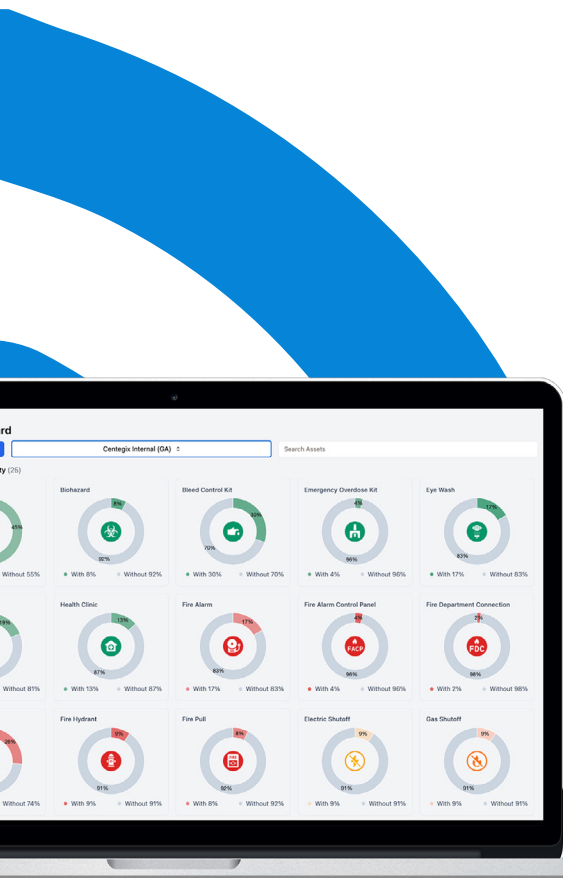 rd
Centegix Internal (GA)
Search Assets
ty (25)
Biohazard
Bleed Control Kit
Emergency Overdose Kit
Eye Wash
45%
8%
30%
4%
17%
92%
70%
96%
83%
Without 55%
With 8% Without 92%
With 30% Without 70%
With 4% Without 96%
With 17% Without 83%
Health Clinic
Fire Alarm
Fire Alarm Control Panel
Fire Department Connection
19%
13%
17%
4%
2%
FACP
FDC
87%
83%
96%
98%
Without 81%
With 13% Without 87%
With 17% Without 83%
With 4% Without 96%
With 2% Without 98%
Fire Hydrant
Fire Pull
Electric Shutoff
Gas Shutoff
26%
9%
8%
9%
9%
FIRE
91%
92%
91%
91%
Without 74%
With 9% Without 91%
With 8% Without 92%
With 9% Without 91%
With 9% Without 91%